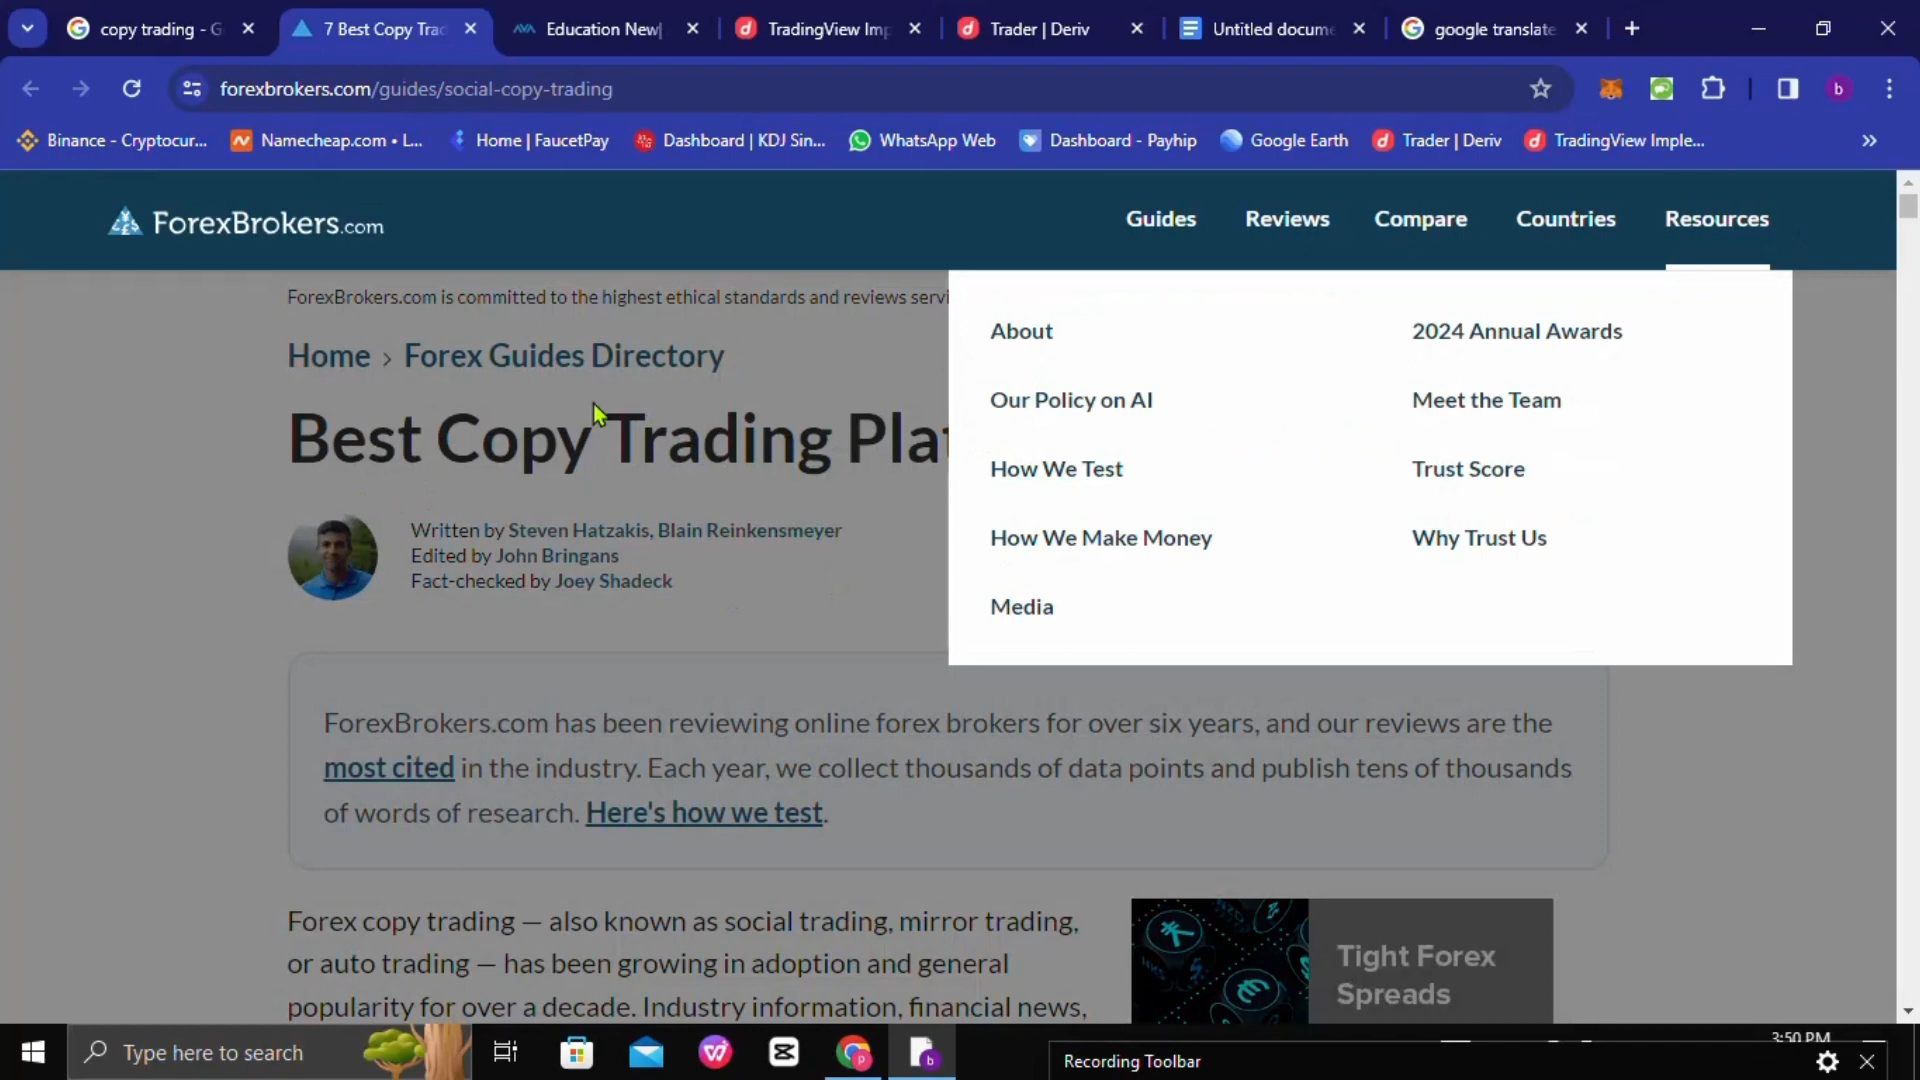 copy trading - G
7 Best Copy Trac
Education New
TradingView Imp
Trader | Deriv
Untitled docume
google translate
forexbrokers.com/guides/social-copy-trading
Binance - Cryptocur...
Namecheap.com • L...
Home | FaucetPay
Dashboard | KDJ Sin...
WhatsApp Web
Dashboard - Payhip
Google Earth
Trader | Deriv
TradingView Imple...
ForexBrokers.com
Guides
Reviews
Compare
Countries
Resources
ForexBrokers.com is committed to the highest ethical standards and reviews servi
Home › Forex Guides Directory
Best Copy Trading Plat
Written by Steven Hatzakis, Blain Reinkensmeyer
Edited by John Bringans
Fact-checked by Joey Shadeck
About
2024 Annual Awards
Our Policy on AI
Meet the Team
How We Test
Trust Score
How We Make Money
Why Trust Us
Media
ForexBrokers.com has been reviewing online forex brokers for over six years, and our reviews are the
most cited in the industry. Each year, we collect thousands of data points and publish tens of thousands
of words of research. Here's how we test.
Forex copy trading — also known as social trading, mirror trading,
or auto trading — has been growing in adoption and general
popularity for over a decade. Industry information, financial news,
Tight Forex
Spreads
Type here to search
3:50 PM
Recording Toolbar